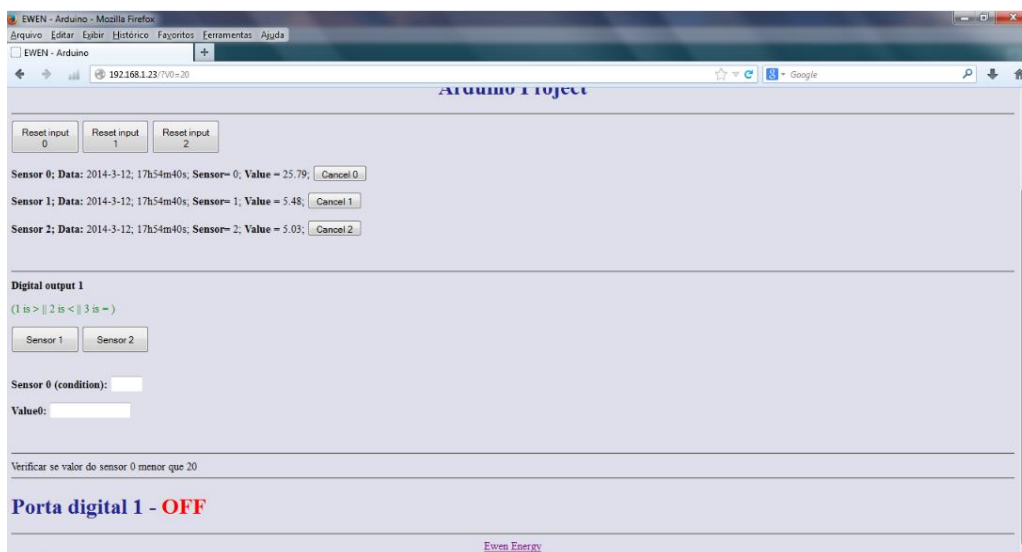 EWEN - Arduino - Mozilla Firefox
Arquivo Editar Exibir Histórico Favoritos Ferramentas Ajuda
EWEN - Arduino
192.168.1.23/?V0=20
Google
Arduino Project
Reset input 0
Reset input 1
Reset input 2
Sensor 0; Data: 2014-3-12; 17h54m40s; Sensor= 0; Value = 25.79; Cancel 0
Sensor 1; Data: 2014-3-12; 17h54m40s; Sensor= 1; Value = 5.48; Cancel 1
Sensor 2; Data: 2014-3-12; 17h54m40s; Sensor= 2; Value = 5.03; Cancel 2
Digital output 1
(1 is > || 2 is < || 3 is = )
Sensor 1 Sensor 2
Sensor 0 (condition):
Value0:
Verificar se valor do sensor 0 menor que 20
Porta digital 1 - OFF
Ewen Energy